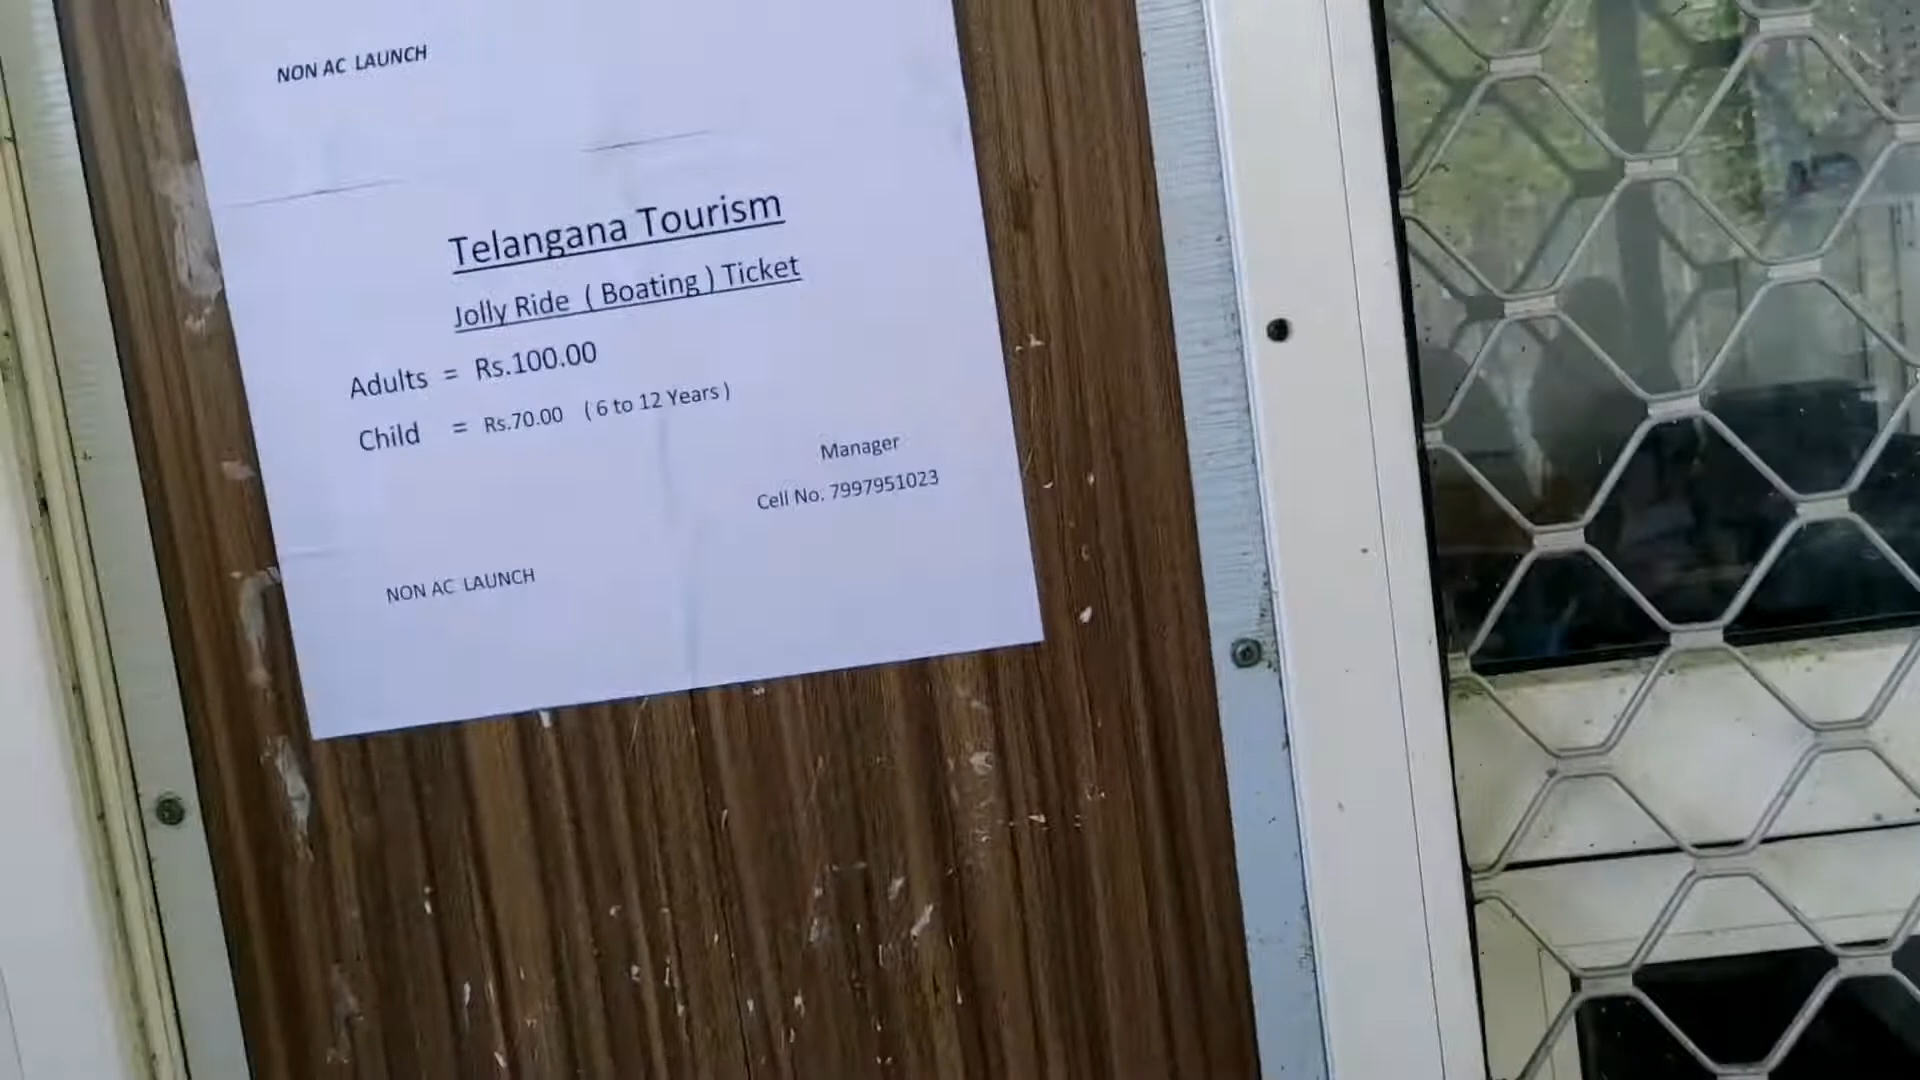 NON AC LAUNCH
Telangana Tourism
Jolly Ride ( Boating ) Ticket
Adults = Rs.100.00
Child = Rs.70.00 ( 6 to 12 Years )
Manager
Cell No. 7997951023
NON AC LAUNCH